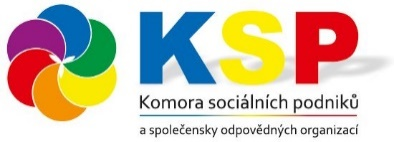 KSP
Komora sociálních podniků
a společensky odpovědných organizací